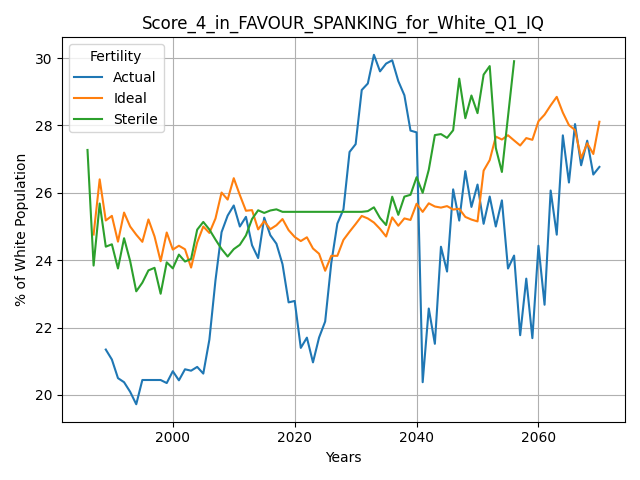 Score_4_in_FAVOUR_SPANKING_for_White_Q1_IQ
Fertility
Actual
Ideal
Sterile
% of White Population
30
28
26
24
22
20
2000 2020 2040 2060
Years